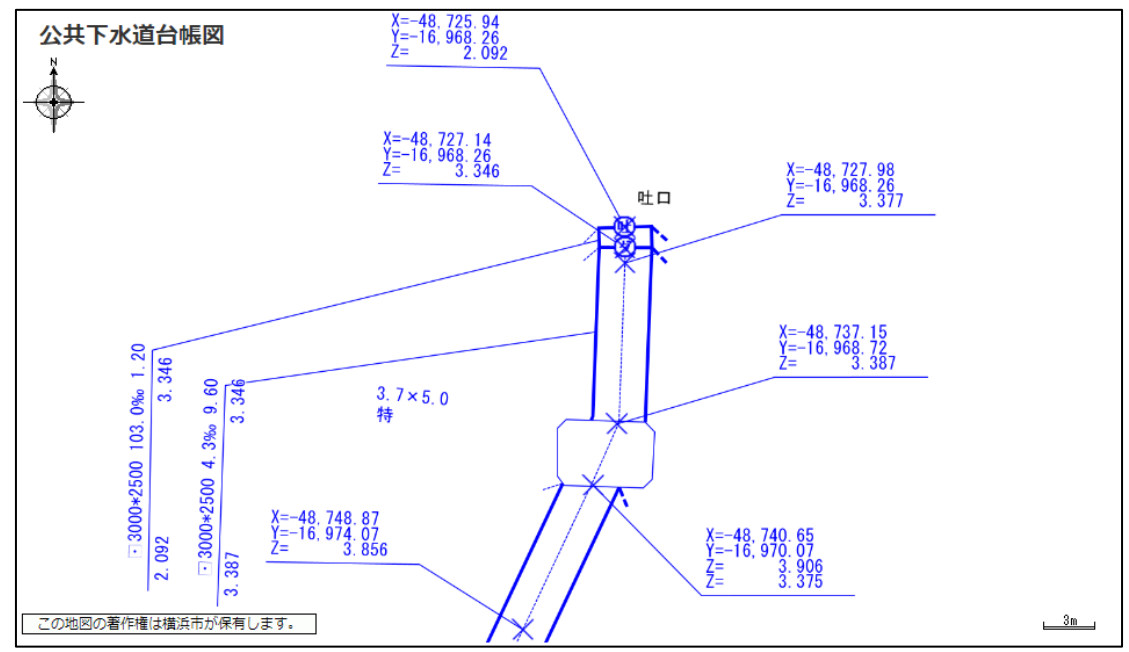 公共下水道台帳図
N
X=-48,725.94
Y=-16,968.26
Z= 2.092
X=-48,727.14
Y=-16,968.26
Z= 3.346
吐口
X=-48,727.98
Y=-16,968.26
Z= 3.377
X=-48,737.15
Y=-16,968.72
Z= 3.387
□3000*2500 103.0‰ 1.20
3.346
2.092
□3000*2500 4.3‰ 9.60
3.346
3.387
3.7×5.0
特
X=-48,748.87
Y=-16,974.07
Z= 3.856
X=-48,740.65
Y=-16,970.07
Z= 3.906
Z= 3.375
この地図の著作権は横浜市が保有します。
3m